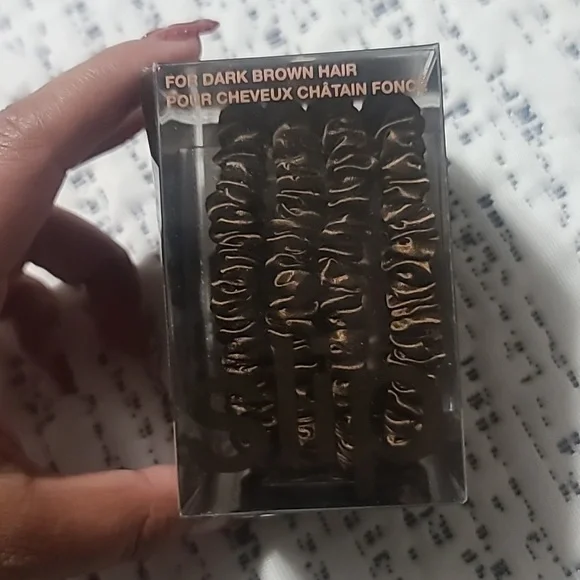 FOR DARK BROWN HAIR
POUR CHEVEUX CHÂTAIN FONCÉ